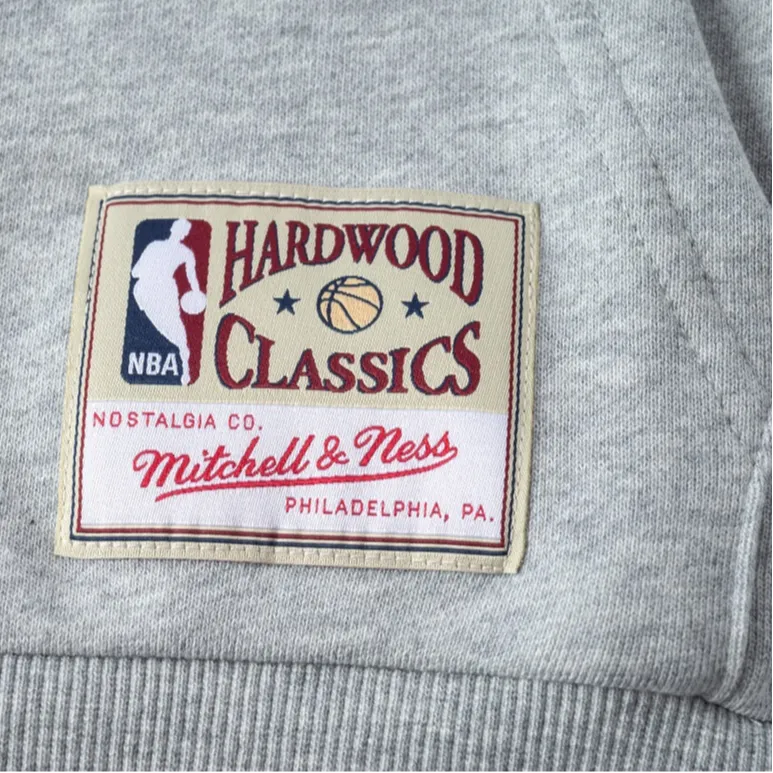 HARDWOOD
CLASSICS
NBA
NOSTALGIA CO.
Mitchell & Ness
PHILADELPHIA, PA.